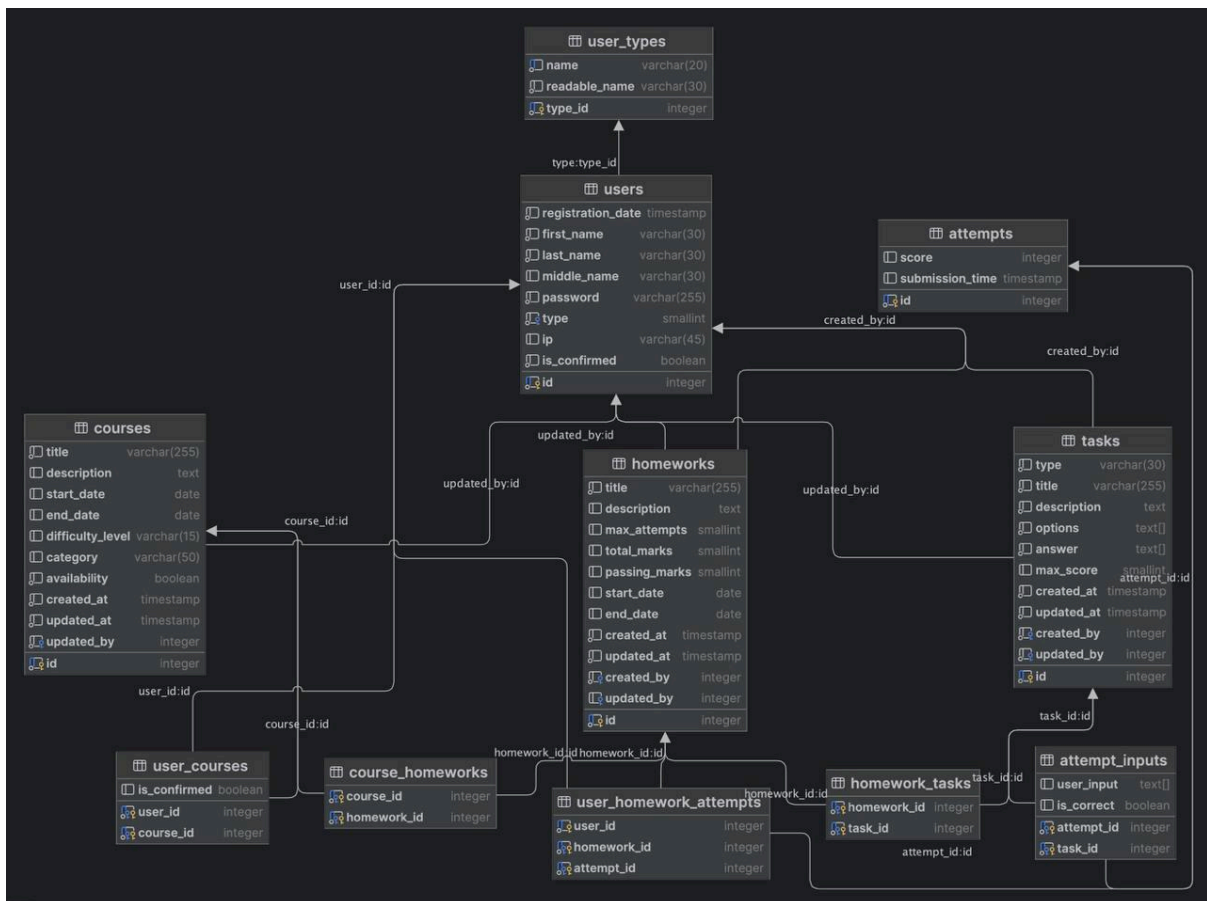 user_types
name varchar(20)
readable_name varchar(30)
type_id integer
type:type_id
users
registration_date timestamp
first_name varchar(30)
last_name varchar(30)
middle_name varchar(30)
password varchar(255)
type smallint
ip varchar(45)
is_confirmed boolean
id integer
attempts
score integer
submission_time timestamp
id integer
user_id:id
created_by:id
created_by:id
courses
title varchar(255)
description text
start_date date
end_date date
difficulty_level varchar(15)
category varchar(50)
availability boolean
created_at timestamp
updated_at timestamp
updated_by integer
id integer
updated_by:id
updated_by:id
updated_by:id
course_id:id
homeworks
title varchar(255)
description text
max_attempts smallint
total_marks smallint
passing_marks smallint
start_date date
end_date date
created_at timestamp
updated_at timestamp
created_by integer
updated_by integer
id integer
tasks
type varchar(30)
title varchar(255)
description text
options text[]
answer text[]
max_score smallint
created_at timestamp
updated_at timestamp
created_by integer
updated_by integer
id integer
attempt_id:id
user_id:id
course_id:id
task_id:id
homework_id:id
homework_id:id
user_courses
is_confirmed boolean
user_id integer
course_id integer
course_homeworks
course_id integer
homework_id integer
user_homework_attempts
user_id integer
homework_id integer
attempt_id integer
homework_id:id
homework_tasks
homework_id integer
task_id integer
task_id:id
attempt_inputs
user_input text[]
is_correct boolean
attempt_id integer
task_id integer
attempt_id:id